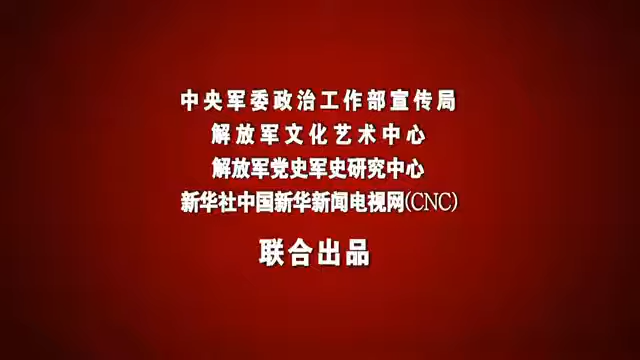 中央军委政治工作部宣传局
解放军文化艺术中心
解放军党史军史研究中心
新华社中国新华新闻电视网(CNC)
联合出品